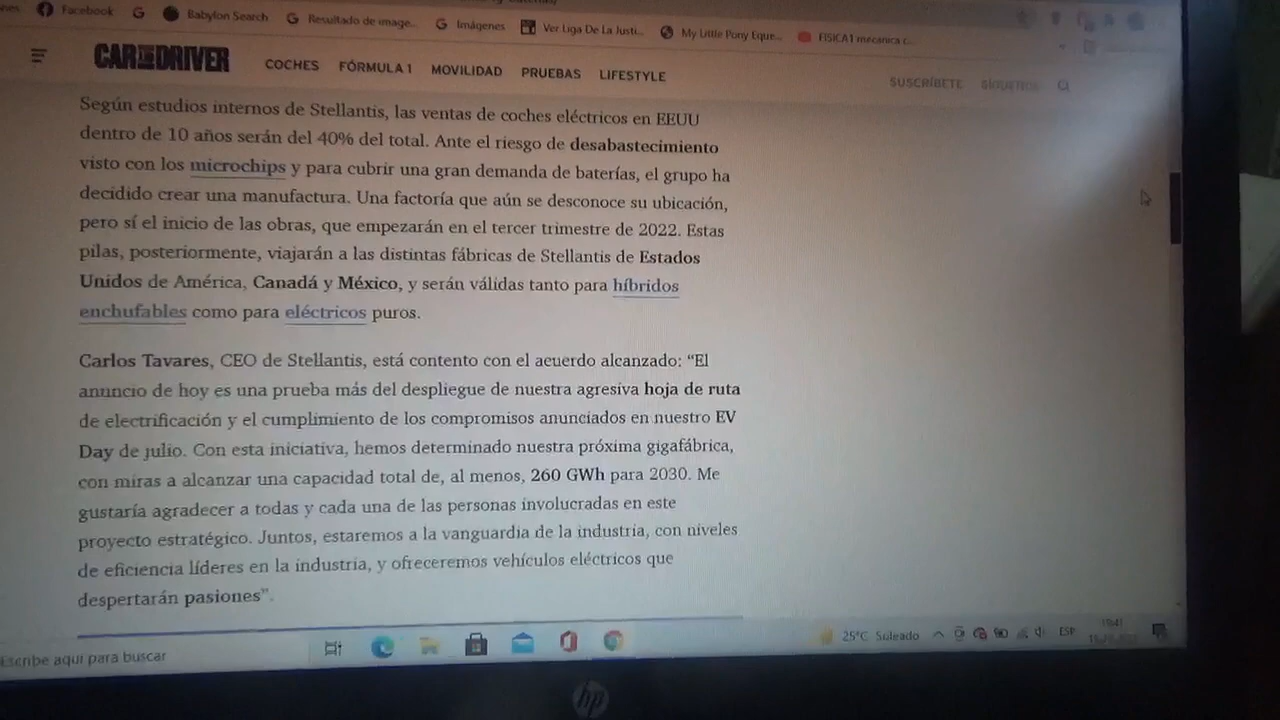 Facebook
Babylon Search
Resultado de image...
Imágenes
Ver Liga De La Justi...
My Little Pony Eque...
FISICA1 mecanica c...
CAR AND DRIVER
COCHES
FÓRMULA 1
MOVILIDAD
PRUEBAS
LIFESTYLE
SUSCRÍBETE
SÍGUENOS
Según estudios internos de Stellantis, las ventas de coches eléctricos en EEUU
dentro de 10 años serán del 40% del total. Ante el riesgo de desabastecimiento
visto con los microchips y para cubrir una gran demanda de baterías, el grupo ha
decidido crear una manufactura. Una factoría que aún se desconoce su ubicación,
pero sí el inicio de las obras, que empezarán en el tercer trimestre de 2022. Estas
pilas, posteriormente, viajarán a las distintas fábricas de Stellantis de Estados
Unidos de América, Canadá y México, y serán válidas tanto para híbridos
enchufables como para eléctricos puros.
Carlos Tavares, CEO de Stellantis, está contento con el acuerdo alcanzado: “El
anuncio de hoy es una prueba más del despliegue de nuestra agresiva hoja de ruta
de electrificación y el cumplimiento de los compromisos anunciados en nuestro EV
Day de julio. Con esta iniciativa, hemos determinado nuestra próxima gigafábrica,
con miras a alcanzar una capacidad total de, al menos, 260 GWh para 2030. Me
gustaría agradecer a todas y cada una de las personas involucradas en este
proyecto estratégico. Juntos, estaremos a la vanguardia de la industria, con niveles
de eficiencia líderes en la industria, y ofreceremos vehículos eléctricos que
despertarán pasiones”.
Escribe aquí para buscar
25°C Suleado
ESP
19:41
hp